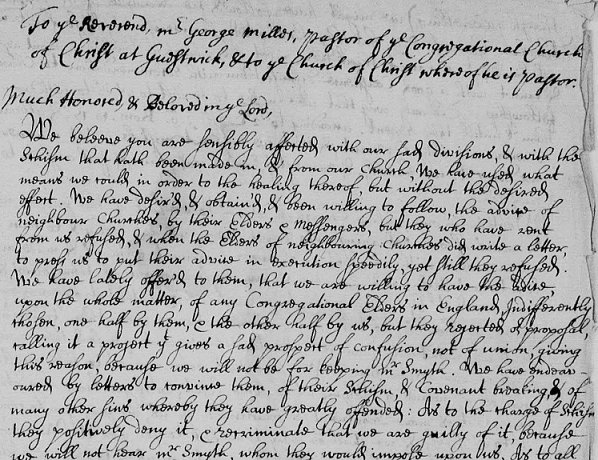 To ye Reverend, mr George Miller, pastor of ye Congregational Church
of Christ at Guestwick, & to ye Church of Christ whereof he is pastor.
Much Honored & Beloved in ye Lord,
We beleeve you are sensibly affected with our sad divisions, & with the
Schism that hath been made in & from our Church. We have used what
means we could in order to the healing thereof, but without the desired
effect. We have desir'd, & obtain'd, & been willing to follow, the advice of
neighbour Churches, by their Elders & Messengers, but they who have rent
from us refused, & when the Elders of neighbouring Churches did write a letter,
to press us to put their advice in execution speedily, yet still they refused.
We have lately offer'd to them, that we are willing to have the advice
upon the whole matter, of any Congregational Elders in England, Indifferently
chosen, one half by them, & the other half by us, but they rejected our proposal,
calling it a project yt gives a sad prospect of confusion, not of union, giving
this reason, because we will not be for keeping mr Smyth. We have endeav-
oured by letters to convince them, of their Schism, & Covenant breaking, & of
many other sins whereby they have greatly offended: As to the charge of Schism
they positively deny it, & recriminate that we are guilty of it, because
we will not hear mr Smyth, whom they would impose upon us. As to all